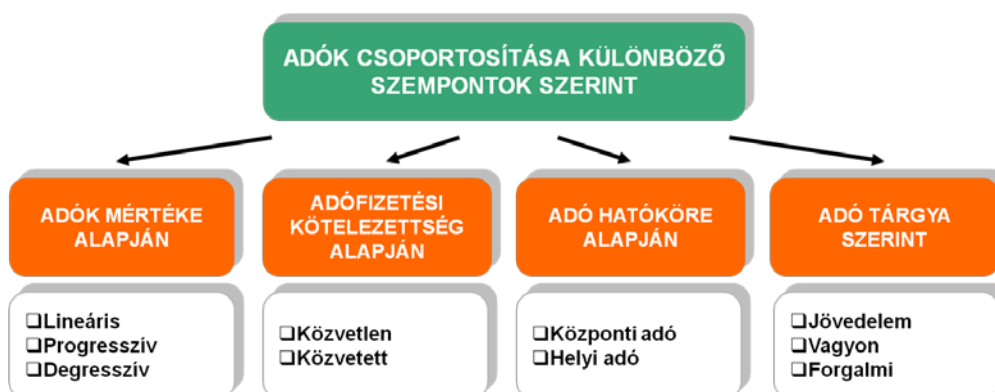 ADÓK CSOPORTOSÍTÁSA KÜLÖNBÖZŐ
SZEMPONTOK SZERINT
ADÓK MÉRTÉKE
ALAPJÁN
❑Lineáris
❑Progresszív
❑Degresszív
ADÓFIZETÉSI
KÖTELEZETTSÉG
ALAPJÁN
❑Közvetlen
❑Közvetett
ADÓ HATÓKÖRE
ALAPJÁN
❑Központi adó
❑Helyi adó
ADÓ TÁRGYA
SZERINT
❑Jövedelem
❑Vagyon
❑Forgalmi